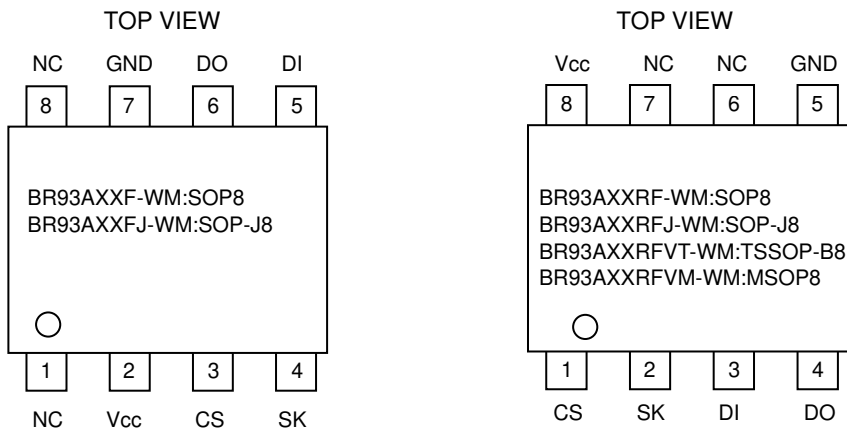 TOP VIEW
NC GND DO DI
8 7 6 5
BR93AXXF-WM:SOP8
BR93AXXFJ-WM:SOP-J8
1 2 3 4
NC Vcc CS SK
TOP VIEW
Vcc NC NC GND
8 7 6 5
BR93AXXRF-WM:SOP8
BR93AXXRFJ-WM:SOP-J8
BR93AXXRFVT-WM:TSSOP-B8
BR93AXXRFVM-WM:MSOP8
1 2 3 4
CS SK DI DO